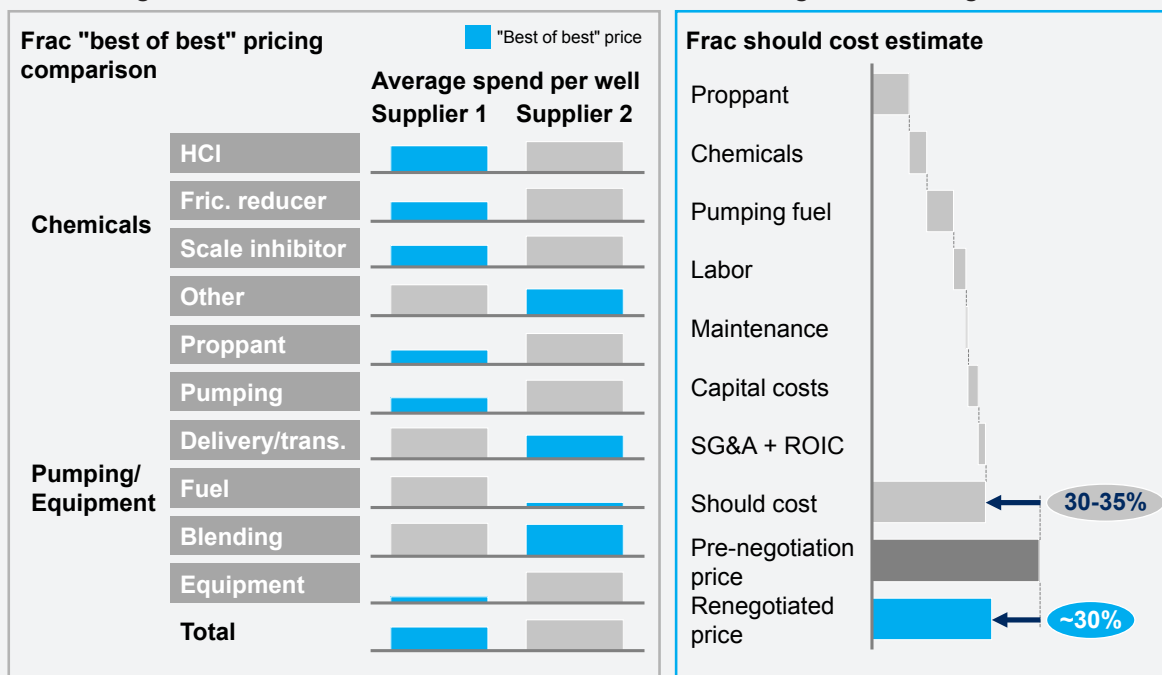 Frac "best of best" pricing
comparison
"Best of best" price
Average spend per well
Supplier 1 Supplier 2
Chemicals
HCI
Fric. reducer
Scale inhibitor
Other
Proppant
Pumping/
Equipment
Pumping
Delivery/trans.
Fuel
Blending
Equipment
Total
Frac should cost estimate
Proppant
Chemicals
Pumping fuel
Labor
Maintenance
Capital costs
SG&A + ROIC
Should cost
30-35%
Pre-negotiation
price
Renegotiated
price
~30%